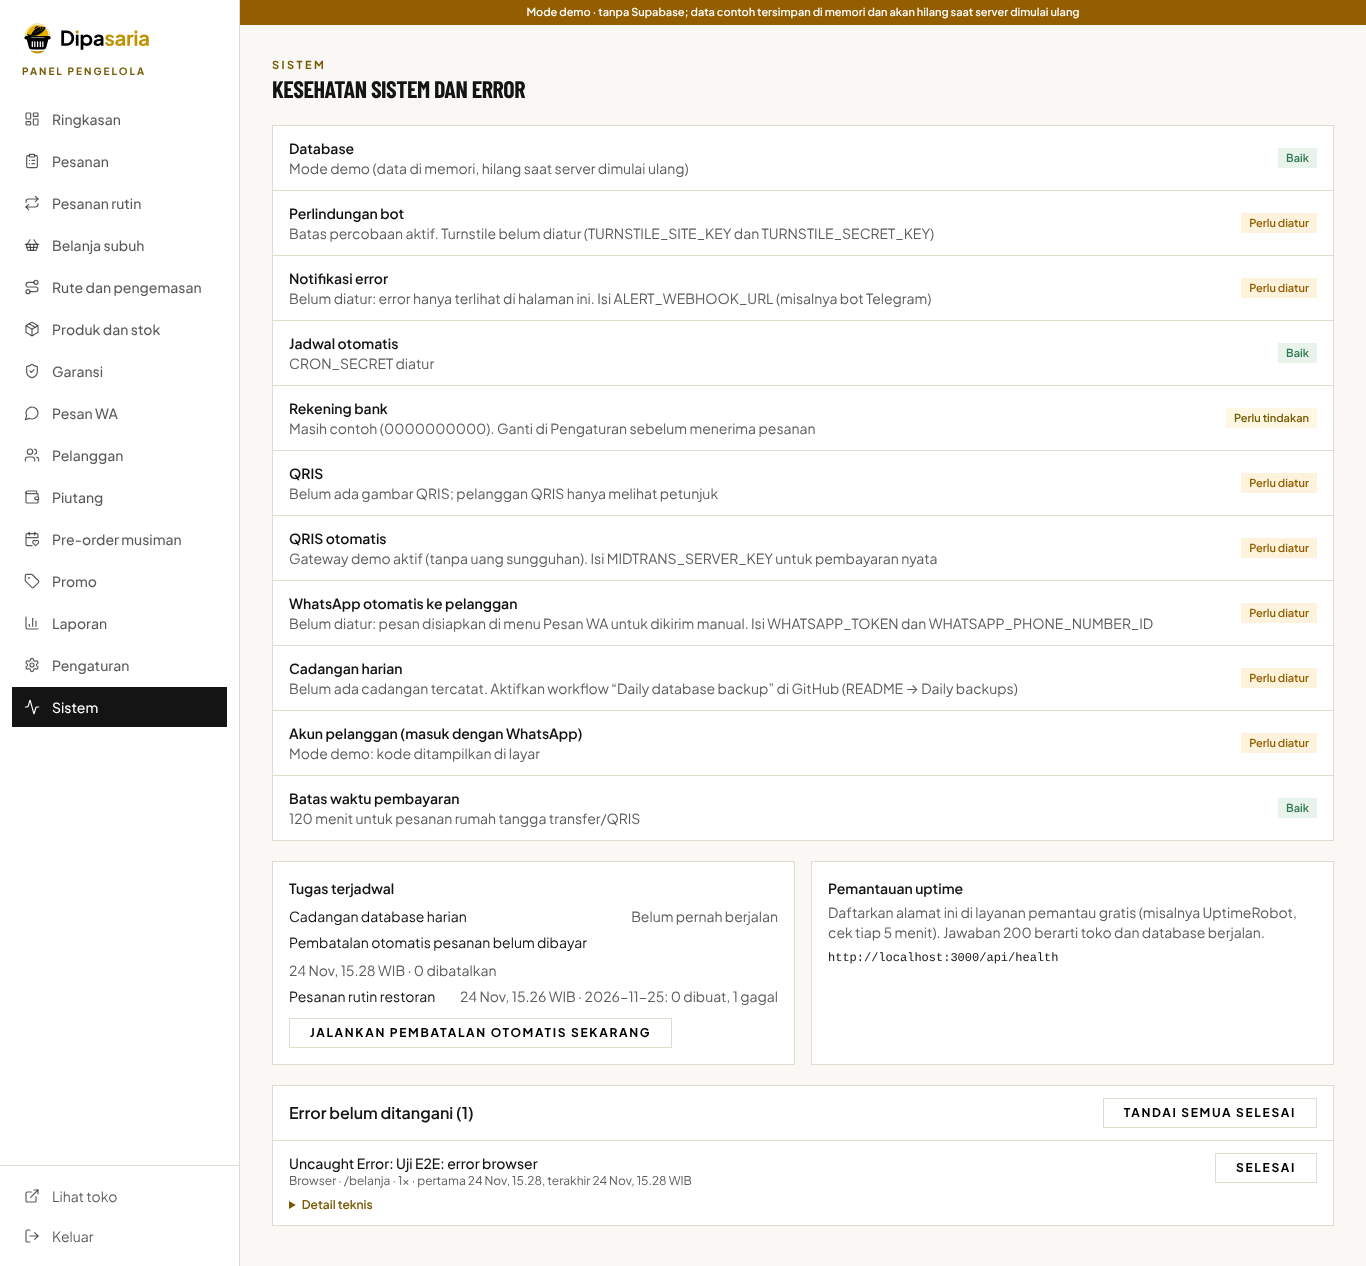 Mode demo · tanpa Supabase; data contoh tersimpan di memori dan akan hilang saat server dimulai ulang
Dipasaria
PANEL PENGELOLA
Ringkasan
Pesanan
Pesanan rutin
Belanja subuh
Rute dan pengemasan
Produk dan stok
Garansi
Pesan WA
Pelanggan
Piutang
Pre-order musiman
Promo
Laporan
Pengaturan
Sistem
Lihat toko
Keluar
SISTEM
KESEHATAN SISTEM DAN ERROR
Database
Mode demo (data di memori, hilang saat server dimulai ulang)
Baik
Perlindungan bot
Batas percobaan aktif. Turnstile belum diatur (TURNSTILE_SITE_KEY dan TURNSTILE_SECRET_KEY)
Perlu diatur
Notifikasi error
Belum diatur: error hanya terlihat di halaman ini. Isi ALERT_WEBHOOK_URL (misalnya bot Telegram)
Perlu diatur
Jadwal otomatis
CRON_SECRET diatur
Baik
Rekening bank
Masih contoh (0000000000). Ganti di Pengaturan sebelum menerima pesanan
Perlu tindakan
QRIS
Belum ada gambar QRIS; pelanggan QRIS hanya melihat petunjuk
Perlu diatur
QRIS otomatis
Gateway demo aktif (tanpa uang sungguhan). Isi MIDTRANS_SERVER_KEY untuk pembayaran nyata
Perlu diatur
WhatsApp otomatis ke pelanggan
Belum diatur: pesan disiapkan di menu Pesan WA untuk dikirim manual. Isi WHATSAPP_TOKEN dan WHATSAPP_PHONE_NUMBER_ID
Perlu diatur
Cadangan harian
Belum ada cadangan tercatat. Aktifkan workflow “Daily database backup” di GitHub (README → Daily backups)
Perlu diatur
Akun pelanggan (masuk dengan WhatsApp)
Mode demo: kode ditampilkan di layar
Perlu diatur
Batas waktu pembayaran
120 menit untuk pesanan rumah tangga transfer/QRIS
Baik
Tugas terjadwal
Cadangan database harian Belum pernah berjalan
Pembatalan otomatis pesanan belum dibayar
24 Nov, 15.28 WIB · 0 dibatalkan
Pesanan rutin restoran 24 Nov, 15.26 WIB · 2026-11-25: 0 dibuat, 1 gagal
JALANKAN PEMBATALAN OTOMATIS SEKARANG
Pemantauan uptime
Daftarkan alamat ini di layanan pemantau gratis (misalnya UptimeRobot,
cek tiap 5 menit). Jawaban 200 berarti toko dan database berjalan.
http://localhost:3000/api/health
Error belum ditangani (1)
TANDAI SEMUA SELESAI
Uncaught Error: Uji E2E: error browser
Browser · /belanja · 1× · pertama 24 Nov, 15.28, terakhir 24 Nov, 15.28 WIB
SELESAI
Detail teknis